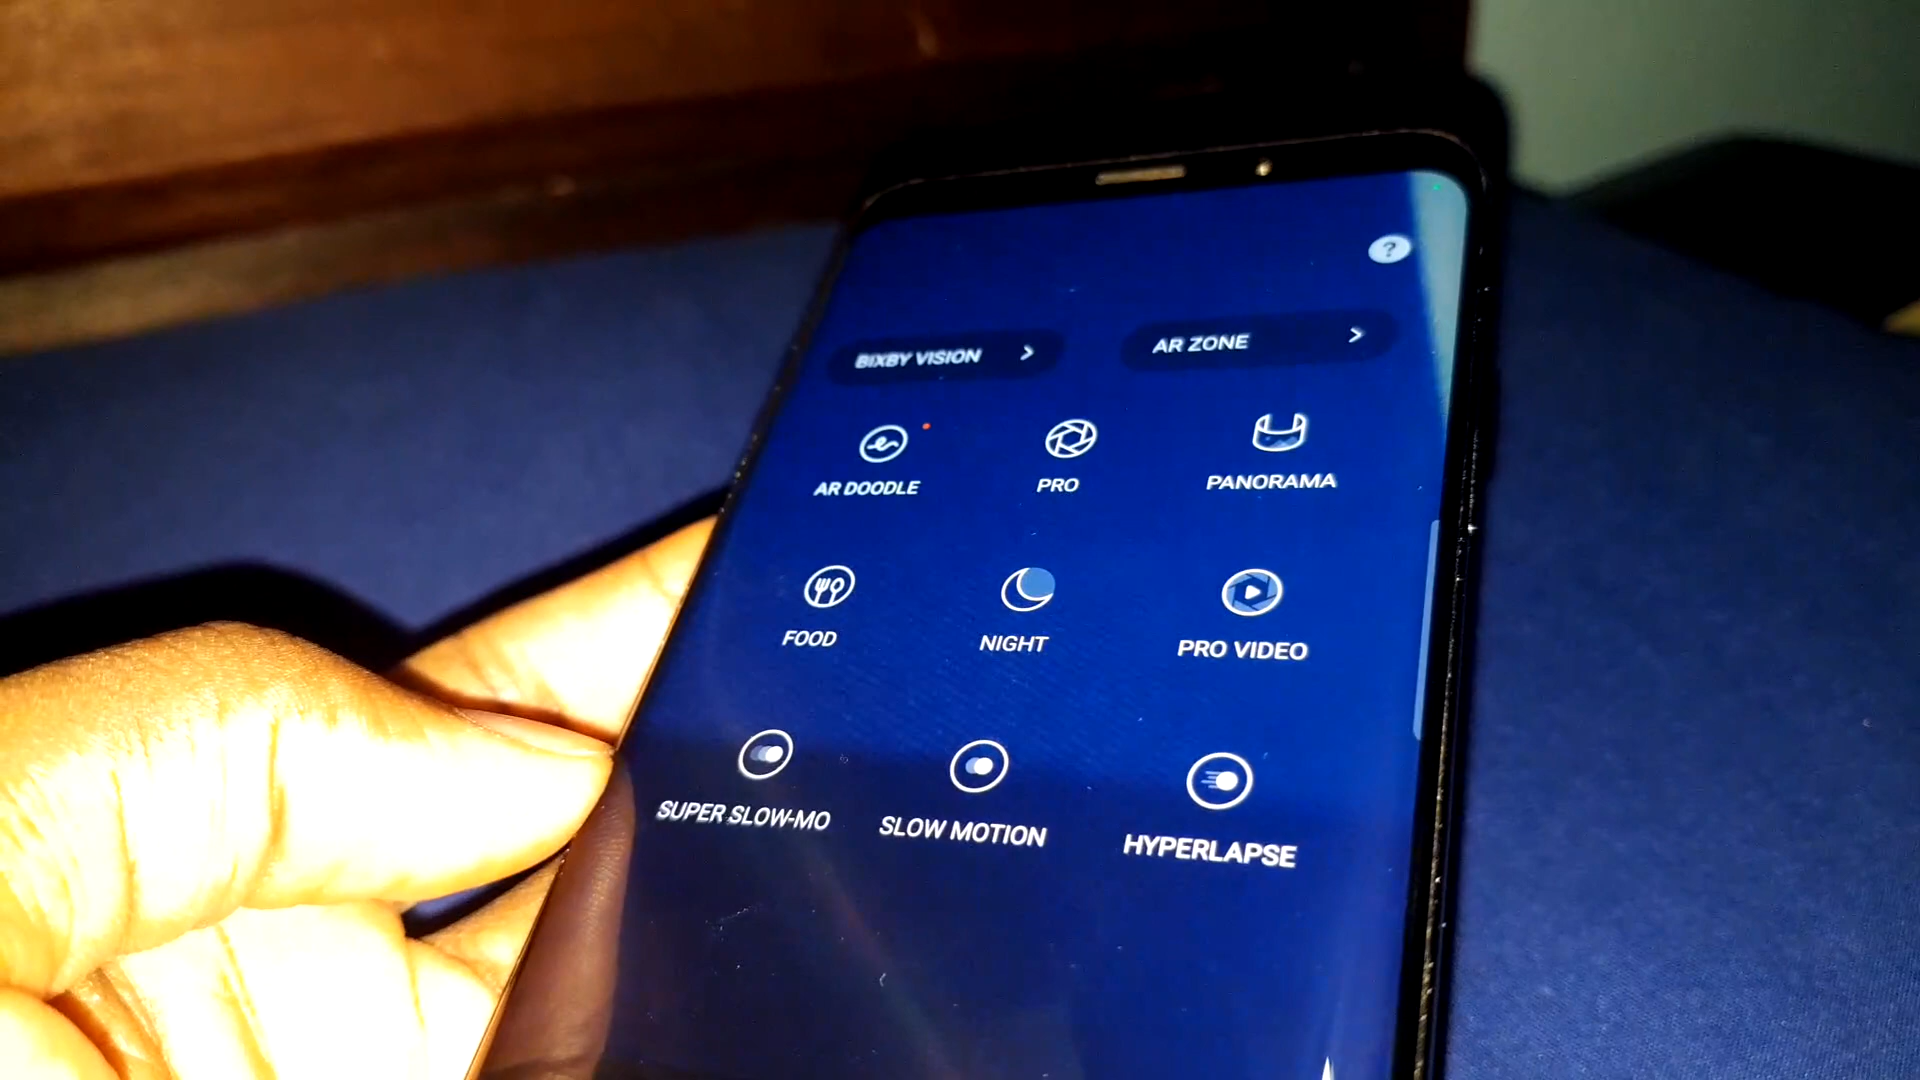 ?
BIXBY VISION >
AR ZONE >
AR DOODLE
PRO
PANORAMA
FOOD
NIGHT
PRO VIDEO
SUPER SLOW-MO
SLOW MOTION
HYPERLAPSE